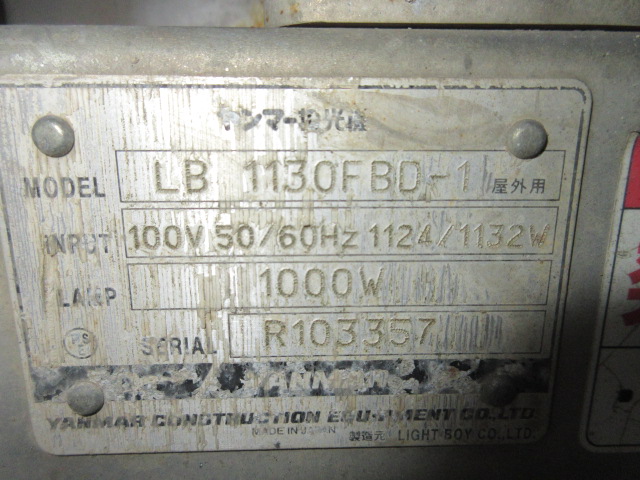 ヤンマー投光機
MODEL LB 1130FBD-1 屋外用
INPUT 100V 50/60Hz 1124/1132W
LAMP 1000W
SERIAL R103357
YANMAR
YANMAR CONSTRUCTION EQUIPMENT CO.,LTD
MADE IN JAPAN 製造元 LIGHT BOY CO.,LTD.